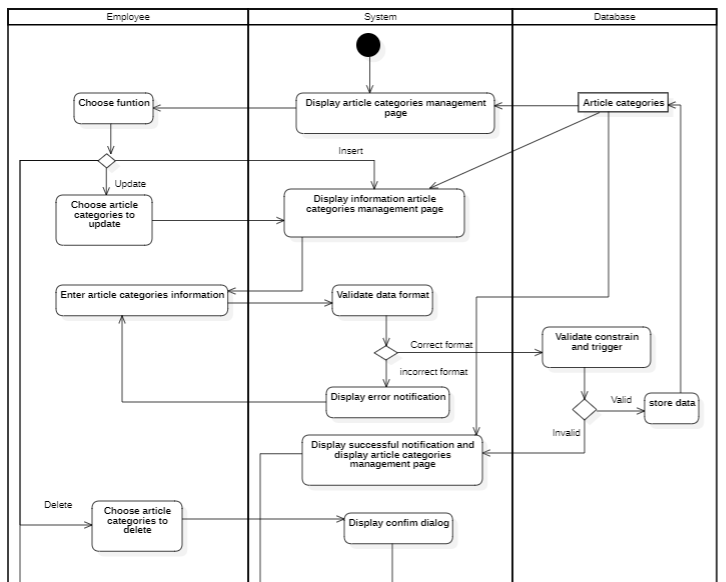 Employee
System
Database
Choose funtion
Display article categories management
page
Article categories
Insert
Update
Choose article
categories to
update
Display information article
categories management page
Enter article categories information
Validate data format
Correct format
Validate constrain
and trigger
incorrect format
Display error notification
Valid
store data
Invalid
Display successful notification and
display article categories
management page
Delete
Choose article
categories to
delete
Display confim dialog